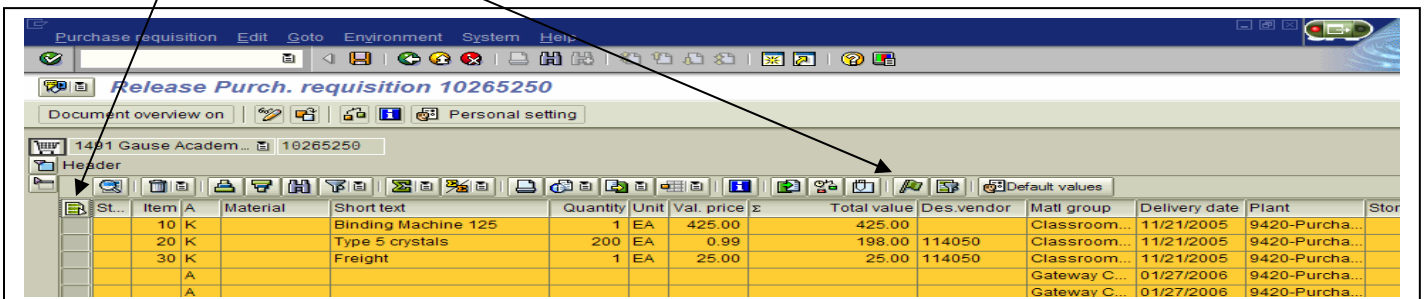 Purchase requisition Edit Goto Environment System Help
Release Purch. requisition 10265250
Document overview on Personal setting
1491 Gause Academ... 10265250
Header
Default values
St... Item A Material Short text Quantity Unit Val. price Σ Total value Des.vendor Matl group Delivery date Plant Stor
10 K Binding Machine 125 1 EA 425.00 425.00 Classroom... 11/21/2005 9420-Purcha...
20 K Type 5 crystals 200 EA 0.99 198.00 114050 Classroom... 11/21/2005 9420-Purcha...
30 K Freight 1 EA 25.00 25.00 114050 Classroom... 11/21/2005 9420-Purcha...
A Gateway C... 01/27/2006 9420-Purcha...
A Gateway C... 01/27/2006 9420-Purcha...